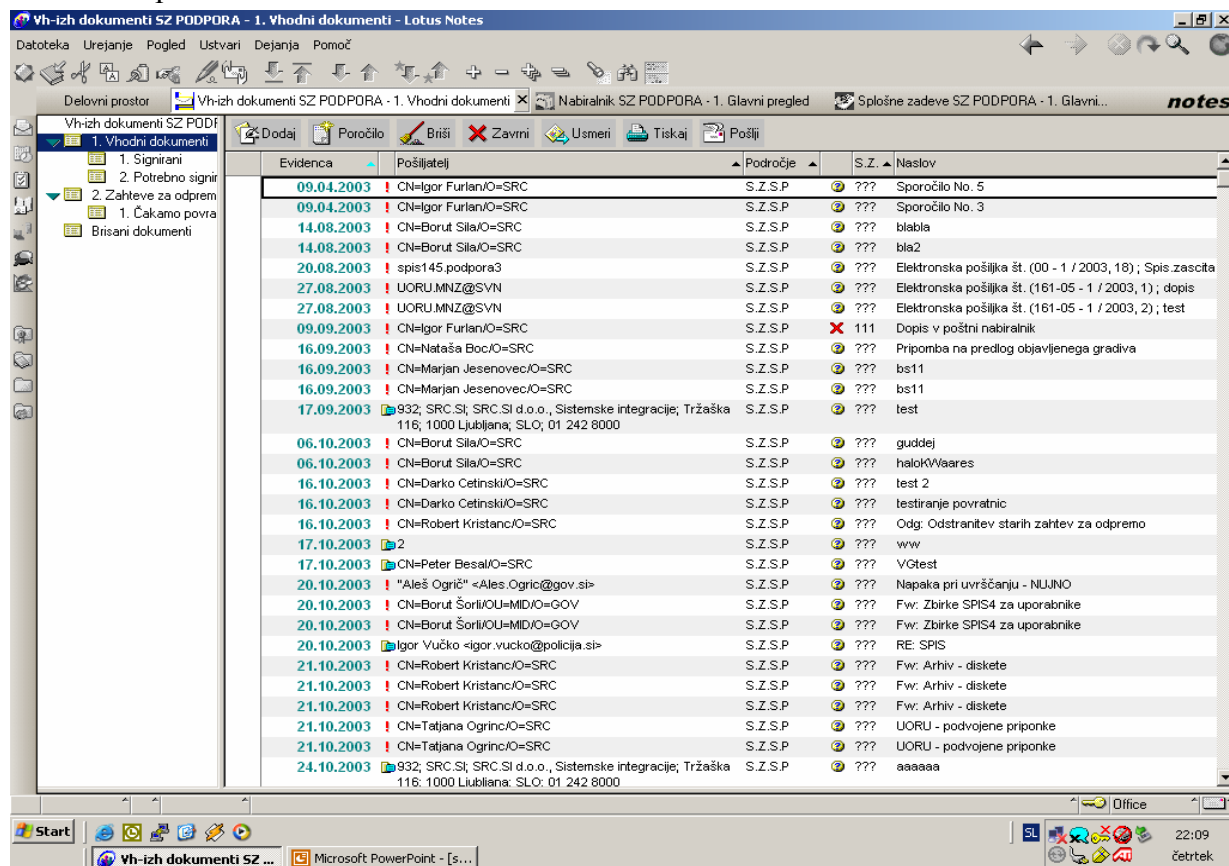 Vh-izh dokumenti SZ PODPORA - 1. Vhodni dokumenti - Lotus Notes
Datoteka Urejanje Pogled Ustvari Dejanja Pomoč
Delovni prostor Vh-izh dokumenti SZ PODPORA - 1. Vhodni dokumenti Nabiralnik SZ PODPORA - 1. Glavni pregled Splošne zadeve SZ PODPORA - 1. Glavni... notes
Vh-izh dokumenti SZ PODF
1. Vhodni dokumenti
1. Signirani
2. Potrebno signir
2. Zahteve za odprem
1. Čakamo povra
Brisani dokumenti
Dodaj Poročilo Briši Zavrni Usmeri Tiskaj Pošlji
Evidenca Pošiljatelj Področje S.Z. Naslov
09.04.2003 ! CN=Igor Furlan/O=SRC S.Z.S.P ??? Sporočilo No. 5
09.04.2003 ! CN=Igor Furlan/O=SRC S.Z.S.P ??? Sporočilo No. 3
14.08.2003 ! CN=Borut Sila/O=SRC S.Z.S.P ??? blabla
14.08.2003 ! CN=Borut Sila/O=SRC S.Z.S.P ??? bla2
20.08.2003 ! spis145.podpora3 S.Z.S.P ??? Elektronska pošiljka št. (00 - 1 / 2003, 18) ; Spis.zascita
27.08.2003 ! UORU.MNZ@SVN S.Z.S.P ??? Elektronska pošiljka št. (161-05 - 1 / 2003, 1) ; dopis
27.08.2003 ! UORU.MNZ@SVN S.Z.S.P ??? Elektronska pošiljka št. (161-05 - 1 / 2003, 2) ; test
09.09.2003 ! CN=Igor Furlan/O=SRC S.Z.S.P 111 Dopis v poštni nabiralnik
16.09.2003 ! CN=Nataša Boc/O=SRC S.Z.S.P ??? Pripomba na predlog objavljenega gradiva
16.09.2003 ! CN=Marjan Jesenovec/O=SRC S.Z.S.P ??? bs11
16.09.2003 ! CN=Marjan Jesenovec/O=SRC S.Z.S.P ??? bs11
17.09.2003 932; SRC.SI; SRC.SI d.o.o., Sistemske integracije; Tržaška S.Z.S.P ??? test
116; 1000 Ljubljana; SLO; 01 242 8000
06.10.2003 ! CN=Borut Sila/O=SRC S.Z.S.P ??? guddej
06.10.2003 ! CN=Borut Sila/O=SRC S.Z.S.P ??? haloKWaares
16.10.2003 ! CN=Darko Cetinski/O=SRC S.Z.S.P ??? test 2
16.10.2003 ! CN=Darko Cetinski/O=SRC S.Z.S.P ??? testiranje povratnic
16.10.2003 ! CN=Robert Kristanc/O=SRC S.Z.S.P ??? Odg: Odstranitev starih zahtev za odpremo
17.10.2003 2 S.Z.S.P ??? ww
17.10.2003 CN=Peter Besal/O=SRC S.Z.S.P ??? VGtest
20.10.2003 ! "Aleš Ogrič" <Ales.Ogric@gov.si> S.Z.S.P ??? Napaka pri uvrščanju - NUJNO
20.10.2003 ! CN=Borut Šorli/OU=MID/O=GOV S.Z.S.P ??? Fw: Zbirke SPIS4 za uporabnike
20.10.2003 ! CN=Borut Šorli/OU=MID/O=GOV S.Z.S.P ??? Fw: Zbirke SPIS4 za uporabnike
20.10.2003 Igor Vučko <igor.vucko@policija.si> S.Z.S.P ??? RE: SPIS
21.10.2003 ! CN=Robert Kristanc/O=SRC S.Z.S.P ??? Fw: Arhiv - diskete
21.10.2003 ! CN=Robert Kristanc/O=SRC S.Z.S.P ??? Fw: Arhiv - diskete
21.10.2003 ! CN=Robert Kristanc/O=SRC S.Z.S.P ??? Fw: Arhiv - diskete
21.10.2003 ! CN=Tatjana Ogrinc/O=SRC S.Z.S.P ??? UORU - podvojene priponke
21.10.2003 ! CN=Tatjana Ogrinc/O=SRC S.Z.S.P ??? UORU - podvojene priponke
24.10.2003 932; SRC.SI; SRC.SI d.o.o., Sistemske integracije; Tržaška S.Z.S.P ??? aaaaaa
116; 1000 Ljubljana; SLO; 01 242 8000
Office
Start SL 22:09
Vh-izh dokumenti SZ ... Microsoft PowerPoint - [s... četrtek